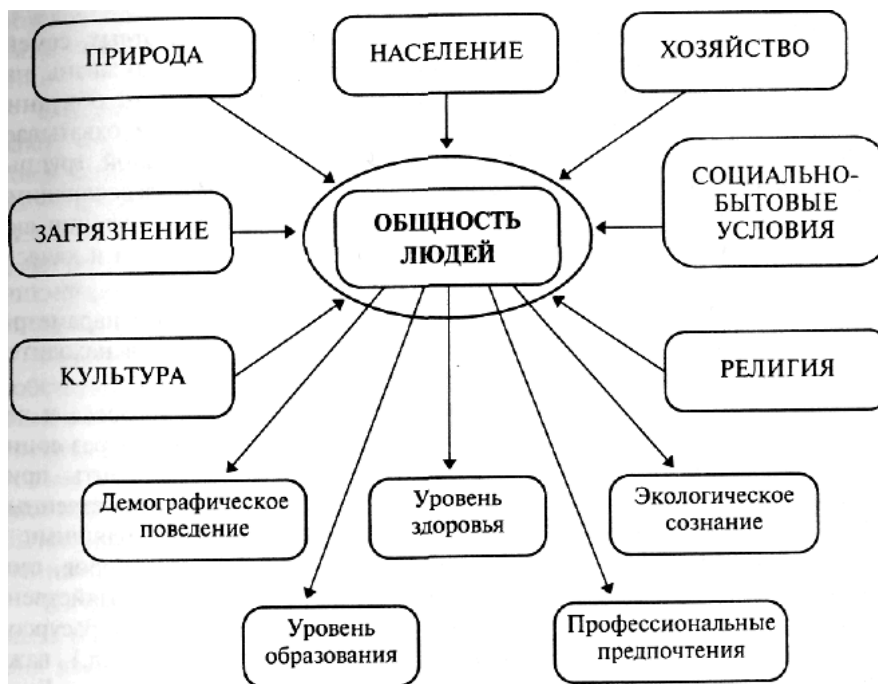 ПРИРОДА
НАСЕЛЕНИЕ
ХОЗЯЙСТВО
ЗАГРЯЗНЕНИЕ
ОБЩНОСТЬ
ЛЮДЕЙ
СОЦИАЛЬНО-
БЫТОВЫЕ
УСЛОВИЯ
КУЛЬТУРА
РЕЛИГИЯ
Демографическое
поведение
Уровень
здоровья
Экологическое
сознание
Уровень
образования
Профессиональные
предпочтения